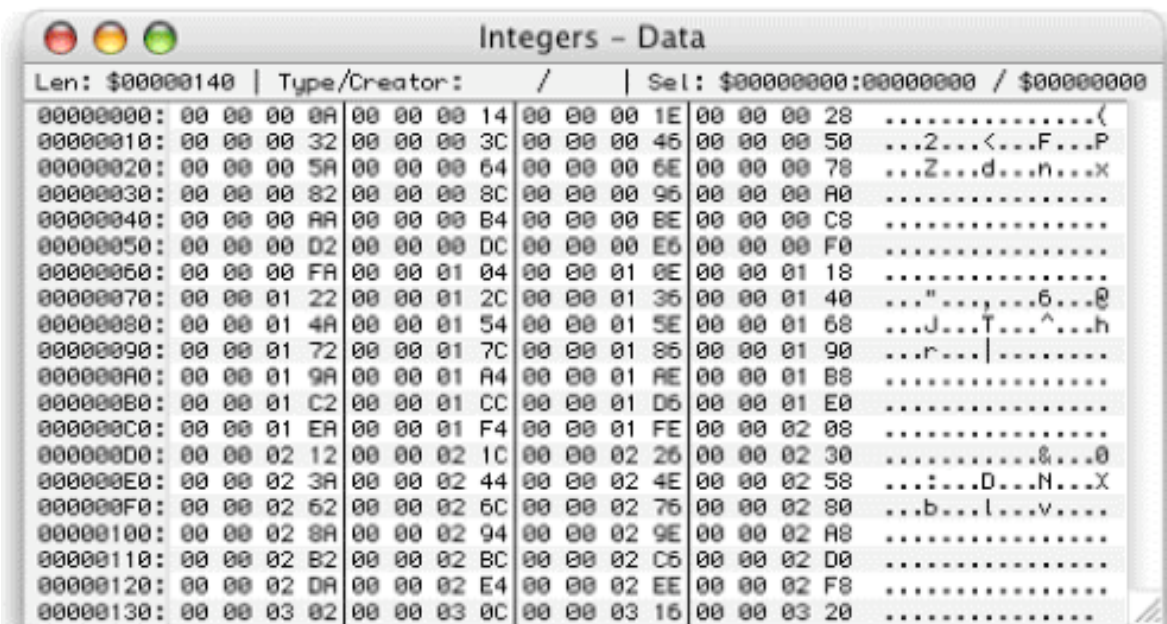 Integers – Data
Len: $00000140 | Type/Creator: / | Sel: $00000000:00000000 / $00000000
00000000: 00 00 00 0A 00 00 00 14 00 00 00 1E 00 00 00 28 ...............(
00000010: 00 00 00 32 00 00 00 3C 00 00 00 46 00 00 00 50 ...2...<...F...P
00000020: 00 00 00 5A 00 00 00 64 00 00 00 6E 00 00 00 78 ...Z...d...n...x
00000030: 00 00 00 82 00 00 00 8C 00 00 00 96 00 00 00 A0 ................
00000040: 00 00 00 AA 00 00 00 B4 00 00 00 BE 00 00 00 C8 ................
00000050: 00 00 00 D2 00 00 00 DC 00 00 00 E6 00 00 00 F0 ................
00000060: 00 00 00 FA 00 00 01 04 00 00 01 0E 00 00 01 18 ................
00000070: 00 00 01 22 00 00 01 2C 00 00 01 36 00 00 01 40 ..."...,...6...@
00000080: 00 00 01 4A 00 00 01 54 00 00 01 5E 00 00 01 68 ...J...T...^...h
00000090: 00 00 01 72 00 00 01 7C 00 00 01 86 00 00 01 90 ...r...|........
000000A0: 00 00 01 9A 00 00 01 A4 00 00 01 AE 00 00 01 B8 ................
000000B0: 00 00 01 C2 00 00 01 CC 00 00 01 D6 00 00 01 E0 ................
000000C0: 00 00 01 EA 00 00 01 F4 00 00 01 FE 00 00 02 08 ................
000000D0: 00 00 02 12 00 00 02 1C 00 00 02 26 00 00 02 30 ...........&...0
000000E0: 00 00 02 3A 00 00 02 44 00 00 02 4E 00 00 02 58 ...:...D...N...X
000000F0: 00 00 02 62 00 00 02 6C 00 00 02 76 00 00 02 80 ...b...l...v....
00000100: 00 00 02 8A 00 00 02 94 00 00 02 9E 00 00 02 A8 ................
00000110: 00 00 02 B2 00 00 02 BC 00 00 02 C6 00 00 02 D0 ................
00000120: 00 00 02 DA 00 00 02 E4 00 00 02 EE 00 00 02 F8 ................
00000130: 00 00 03 02 00 00 03 0C 00 00 03 16 00 00 03 20 ...............